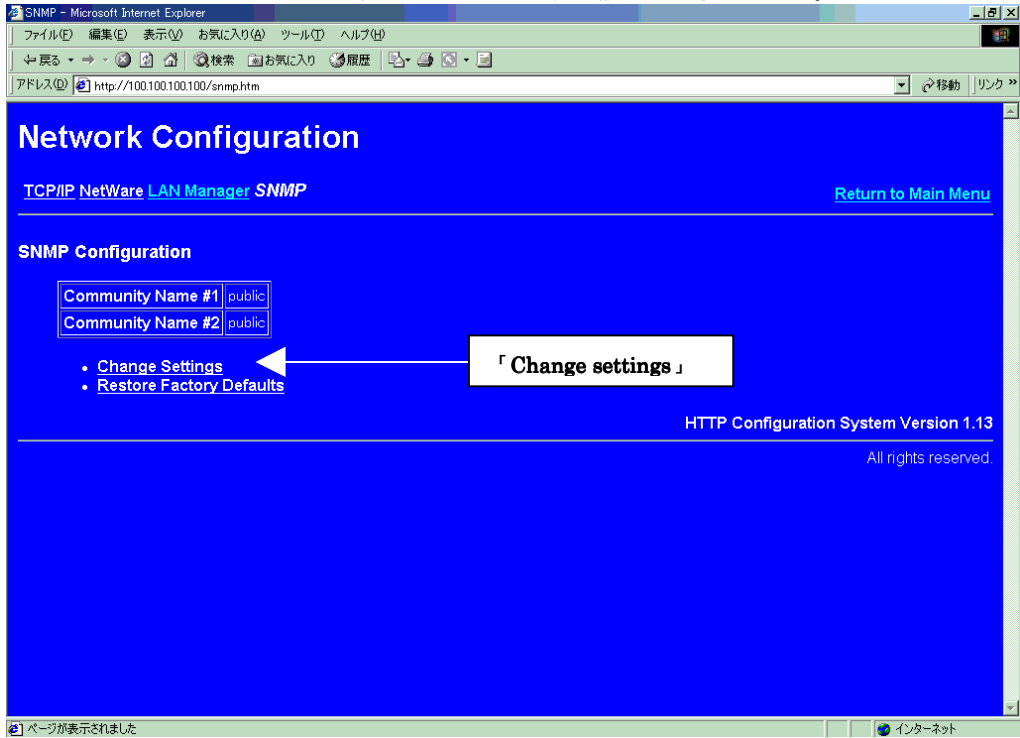 SNMP - Microsoft Internet Explorer
ファイル(F) 編集(E) 表示(V) お気に入り(A) ツール(T) ヘルプ(H)
戻る 検索 お気に入り 履歴
アドレス(D) http://100.100.100.100/snmp.htm 移動 リンク »
Network Configuration
TCP/IP NetWare LAN Manager SNMP Return to Main Menu
SNMP Configuration
Community Name #1 public
Community Name #2 public
• Change Settings
「Change settings」
• Restore Factory Defaults
HTTP Configuration System Version 1.13
All rights reserved.
ページが表示されました インターネット